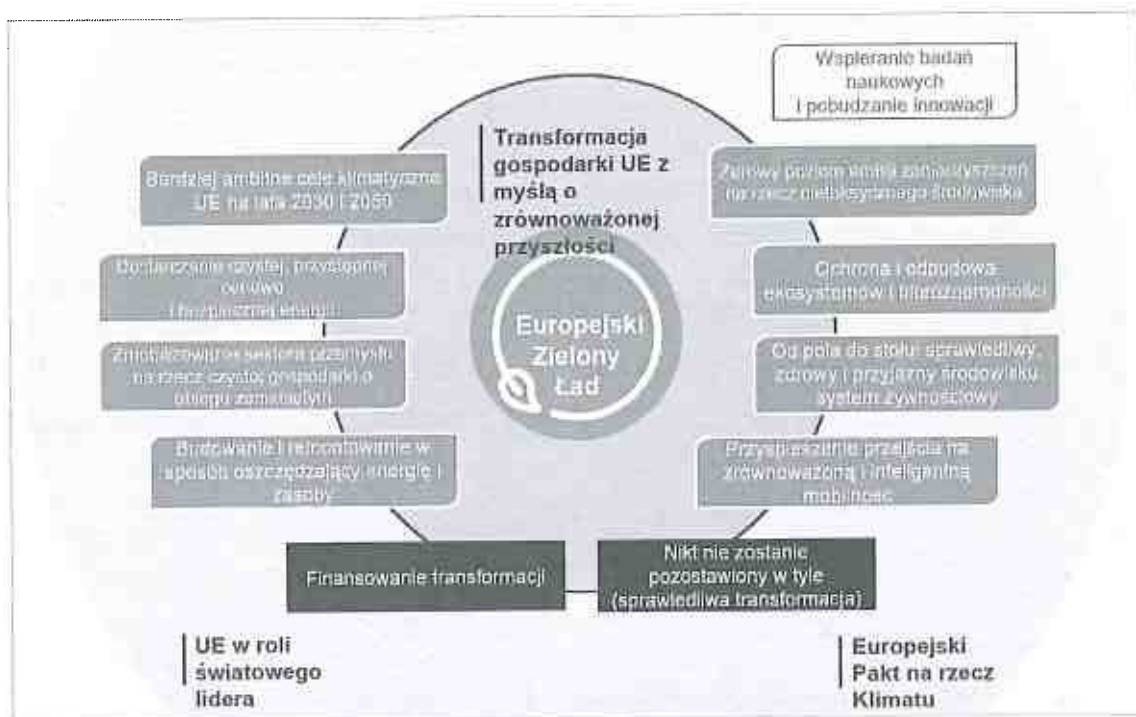 Wspieranie badań
naukowych
i pobudzanie innowacji
Transformacja
gospodarki UE z
myślą o
zrównoważonej
przyszłości
Bardziej ambitne cele klimatyczne
UE na lata 2030 i 2050
Zerowy poziom emisji zanieczyszczeń
na rzecz nietoksycznego środowiska
Dostarczanie czystej, przystępnej
cenowo
i bezpiecznej energii
Ochrona i odbudowa
ekosystemów i bioróżnorodności
Europejski
Zielony
Ład
Zmobilizowanie sektora przemysłu
na rzecz czystej gospodarki o
obiegu zamkniętym
Od pola do stołu: sprawiedliwy,
zdrowy i przyjazny środowisku
system żywnościowy
Budowanie i remontowanie w
sposób oszczędzający energię i
zasoby
Przyspieszenie przejścia na
zrównoważoną i inteligentną
mobilność
Finansowanie transformacji
Nikt nie zostanie
pozostawiony w tyle
(sprawiedliwa transformacja)
UE w roli
światowego
lidera
Europejski
Pakt na rzecz
Klimatu